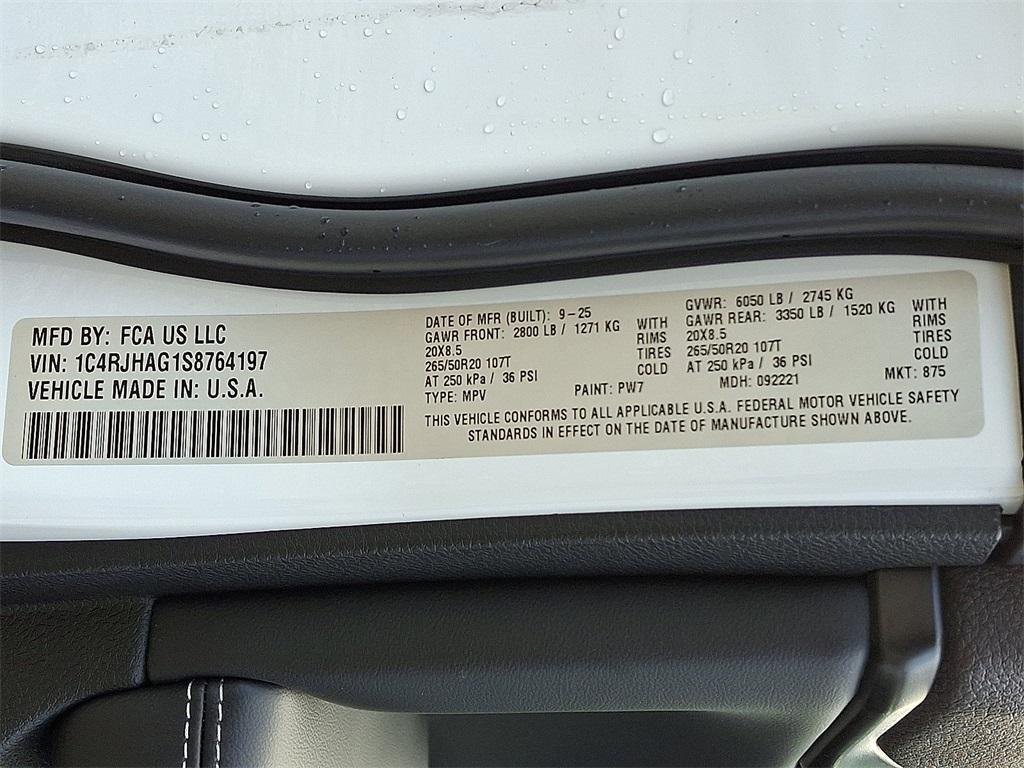 MFD BY: FCA US LLC
VIN: 1C4RJHAG1S8764197
VEHICLE MADE IN: U.S.A.
DATE OF MFR (BUILT): 9-25
GAWR FRONT: 2800 LB / 1271 KG WITH
20X8.5 RIMS
265/50R20 107T TIRES
AT 250 kPa / 36 PSI COLD
TYPE: MPV PAINT: PW7
GVWR: 6050 LB / 2745 KG
GAWR REAR: 3350 LB / 1520 KG WITH
20X8.5 RIMS
265/50R20 107T TIRES
AT 250 kPa / 36 PSI COLD
MDH: 092221 MKT: 875
THIS VEHICLE CONFORMS TO ALL APPLICABLE U.S.A. FEDERAL MOTOR VEHICLE SAFETY
STANDARDS IN EFFECT ON THE DATE OF MANUFACTURE SHOWN ABOVE.